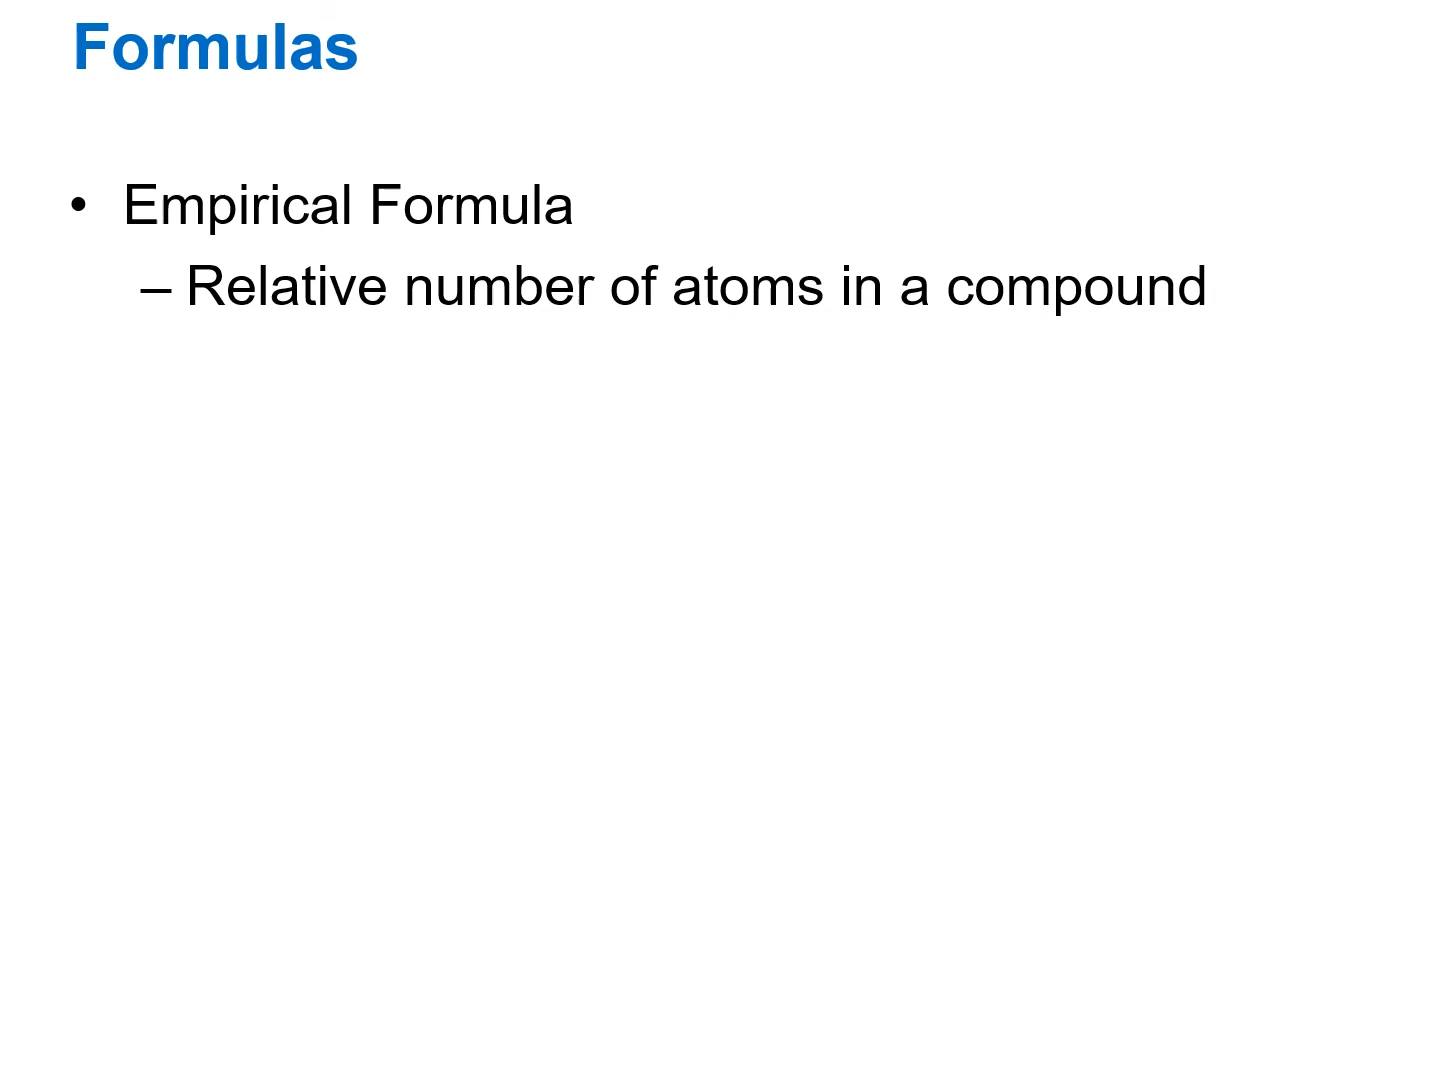 Formulas
• Empirical Formula
– Relative number of atoms in a compound